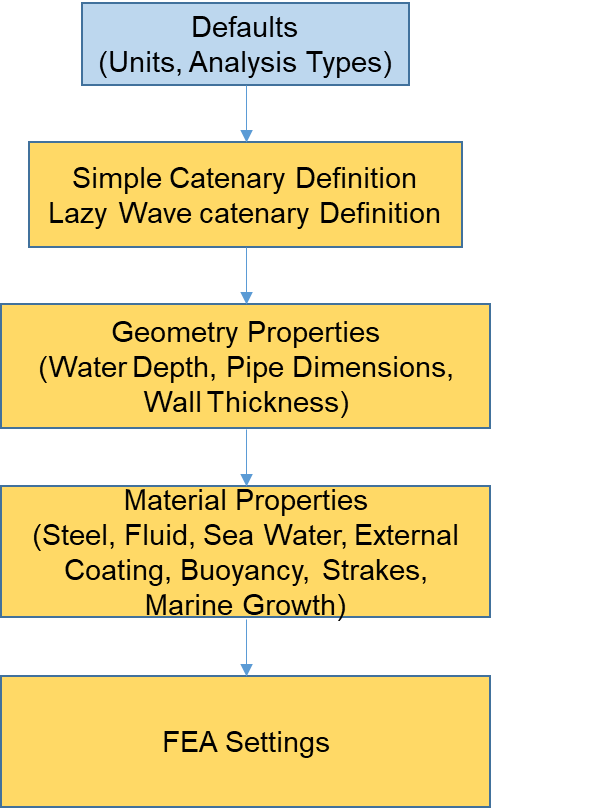 Defaults
(Units, Analysis Types)
Simple Catenary Definition
Lazy Wave catenary Definition
Geometry Properties
(Water Depth, Pipe Dimensions,
Wall Thickness)
Material Properties
(Steel, Fluid, Sea Water, External
Coating, Buoyancy, Strakes,
Marine Growth)
FEA Settings